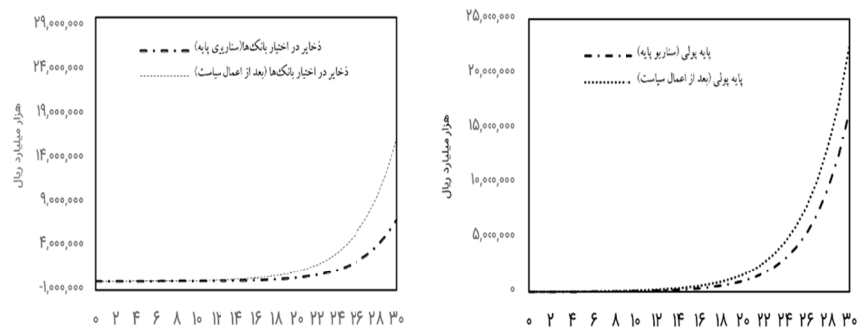 ۲۹,۰۰۰,۰۰۰
۲۴,۰۰۰,۰۰۰
۱۹,۰۰۰,۰۰۰
۱۴,۰۰۰,۰۰۰
۹,۰۰۰,۰۰۰
۴,۰۰۰,۰۰۰
-۱,۰۰۰,۰۰۰
هزار میلیارد ریال
ذخایر در اختیار بانک‌ها(سناریوی پایه)
ذخایر در اختیار بانک‌ها (بعد از اعمال سیاست)
۰ ۲ ۴ ۶ ۸ ۱۰ ۱۲ ۱۴ ۱۶ ۱۸ ۲۰ ۲۲ ۲۴ ۲۶ ۲۸ ۳۰
۲۵,۰۰۰,۰۰۰
۲۰,۰۰۰,۰۰۰
۱۵,۰۰۰,۰۰۰
۱۰,۰۰۰,۰۰۰
۵,۰۰۰,۰۰۰
۰
هزار میلیارد ریال
پایه پولی (سناریو پایه)
پایه پولی (بعد از اعمال سیاست)
۰ ۲ ۴ ۶ ۸ ۱۰ ۱۲ ۱۴ ۱۶ ۱۸ ۲۰ ۲۲ ۲۴ ۲۶ ۲۸ ۳۰